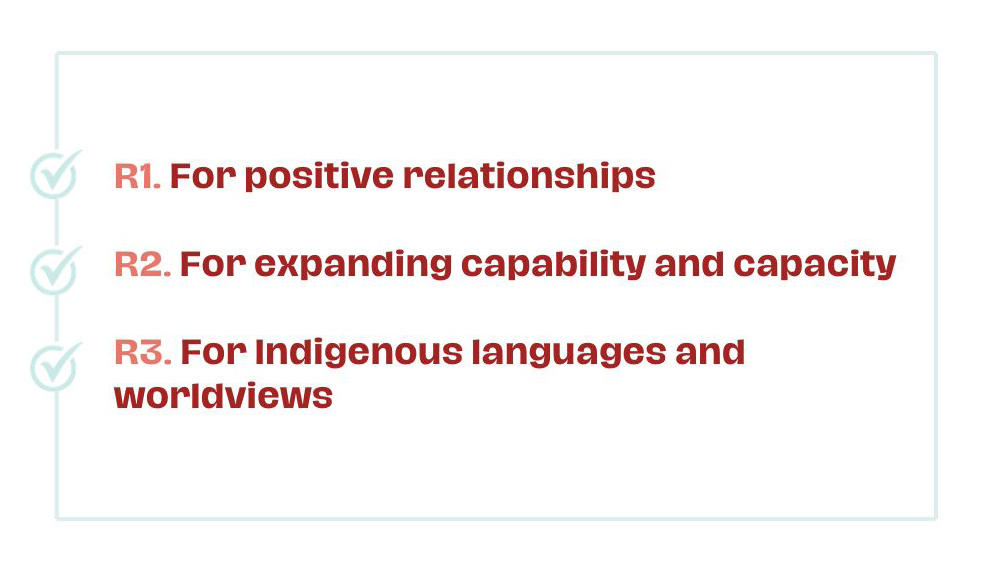 R1. For positive relationships
R2. For expanding capability and capacity
R3. For Indigenous languages and
worldviews